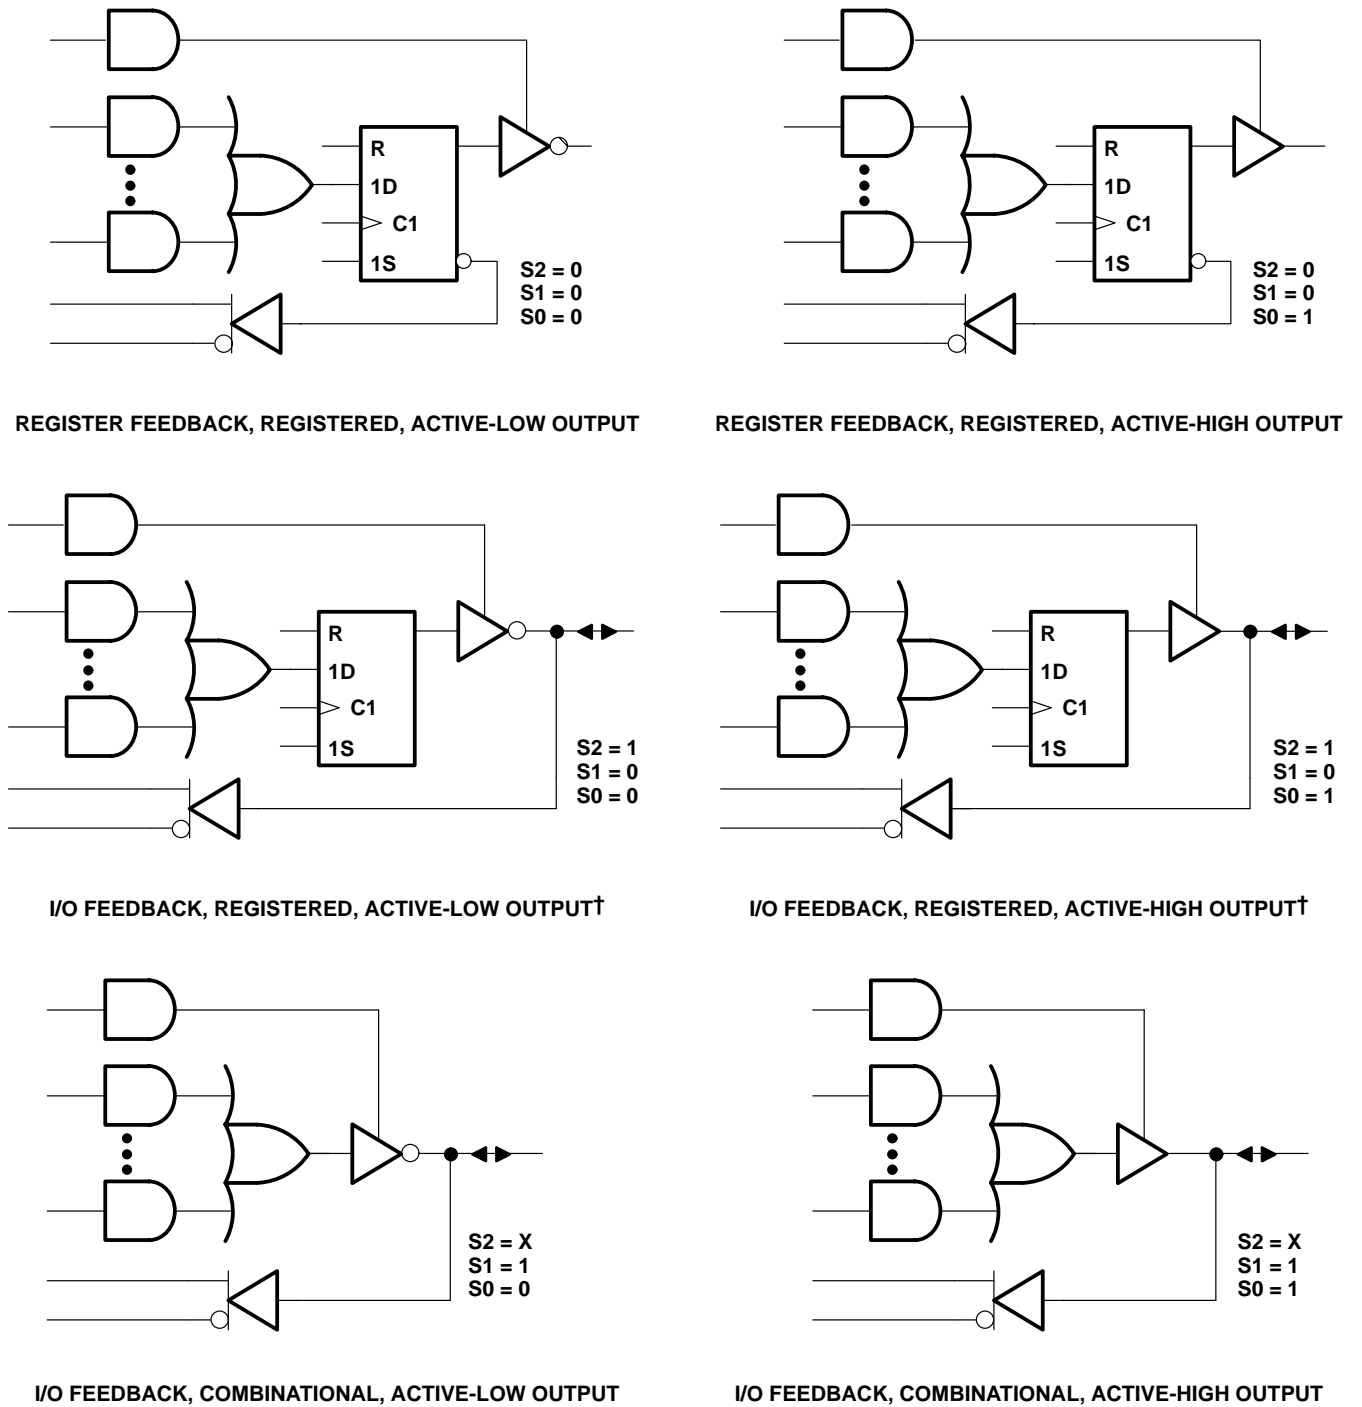 R
1D
C1
1S
S2 = 0
S1 = 0
S0 = 0
REGISTER FEEDBACK, REGISTERED, ACTIVE-LOW OUTPUT
R
1D
C1
1S
S2 = 0
S1 = 0
S0 = 1
REGISTER FEEDBACK, REGISTERED, ACTIVE-HIGH OUTPUT
R
1D
C1
1S
S2 = 1
S1 = 0
S0 = 0
I/O FEEDBACK, REGISTERED, ACTIVE-LOW OUTPUT†
R
1D
C1
1S
S2 = 1
S1 = 0
S0 = 1
I/O FEEDBACK, REGISTERED, ACTIVE-HIGH OUTPUT†
S2 = X
S1 = 1
S0 = 0
I/O FEEDBACK, COMBINATIONAL, ACTIVE-LOW OUTPUT
S2 = X
S1 = 1
S0 = 1
I/O FEEDBACK, COMBINATIONAL, ACTIVE-HIGH OUTPUT